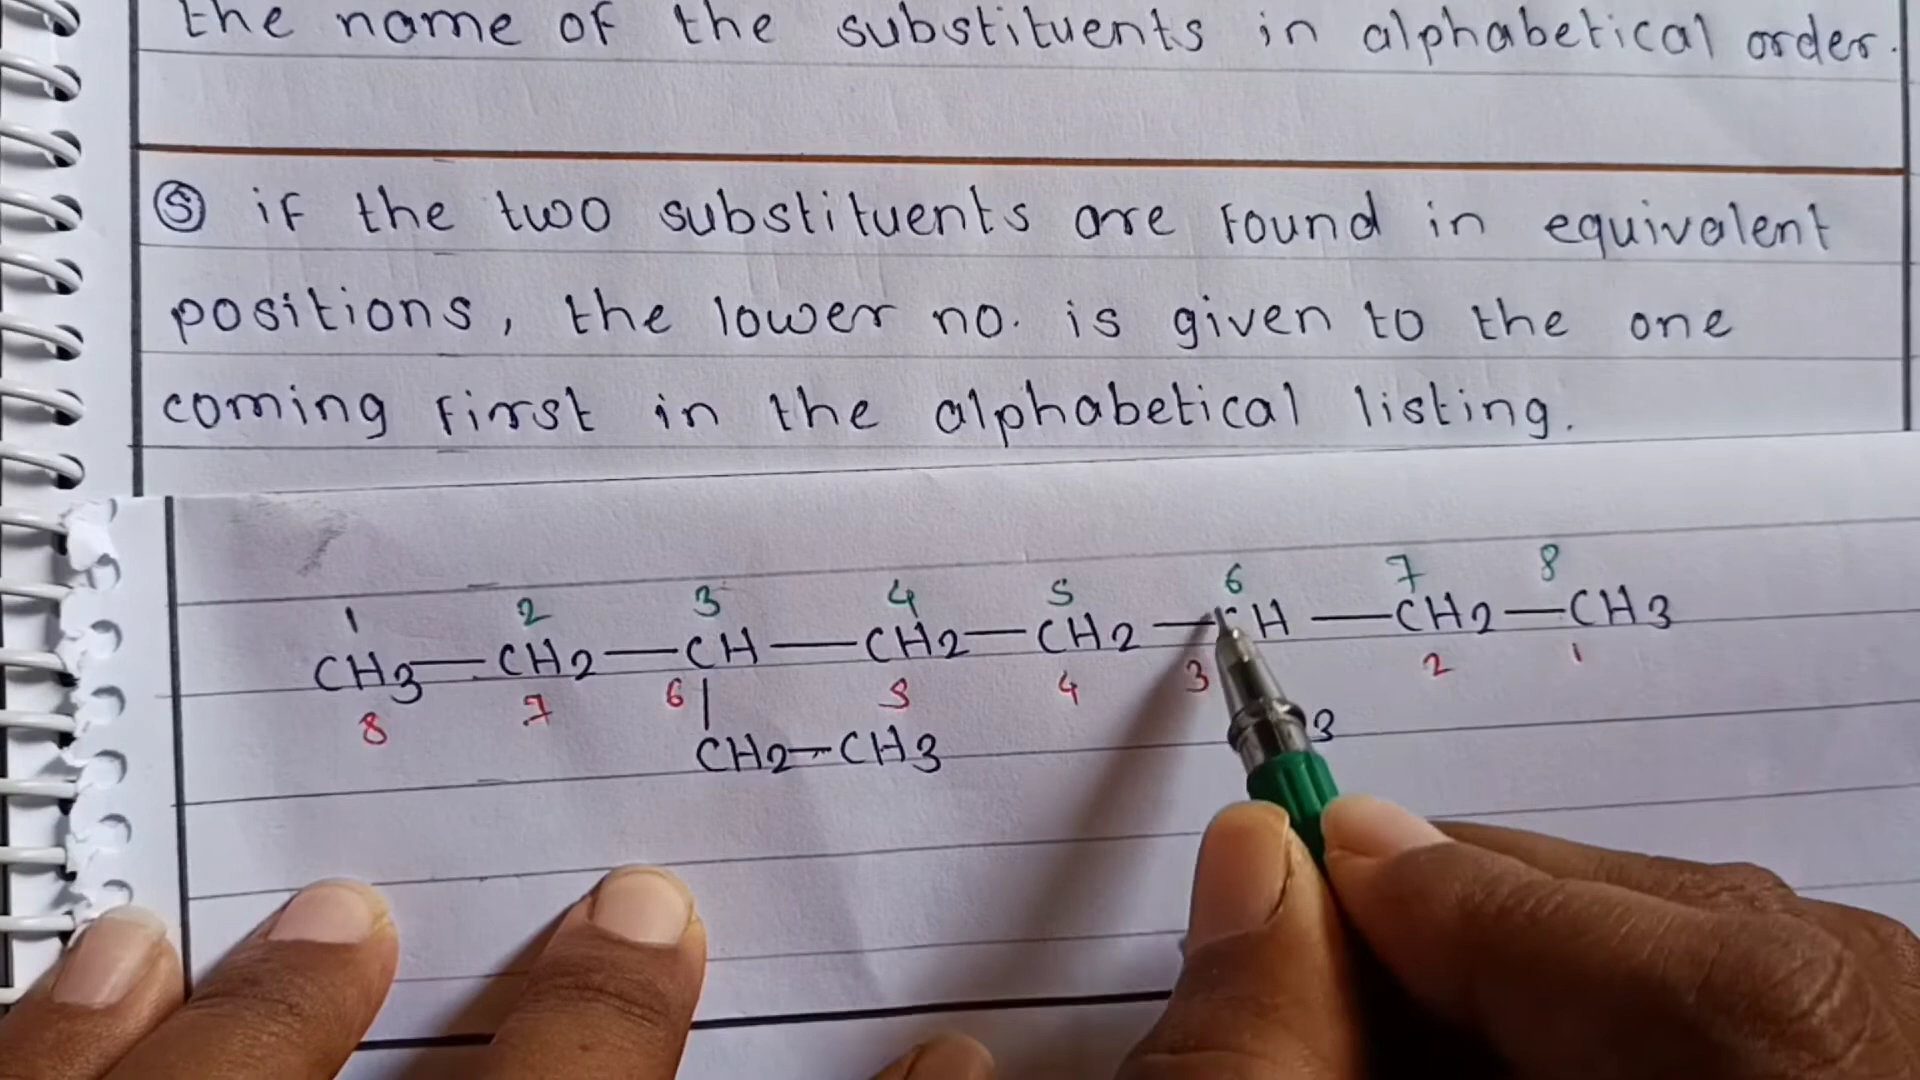 the name of the substituents in alphabetical order.
⑤ if the two substituents are found in equivalent
positions, the lower no. is given to the one
coming first in the alphabetical listing.
1 2 3 4 5 6 7 8
CH3—CH2—CH—CH2—CH2—CH—CH2—CH3
8 7 6 5 4 3 2 1
CH2—CH3 3